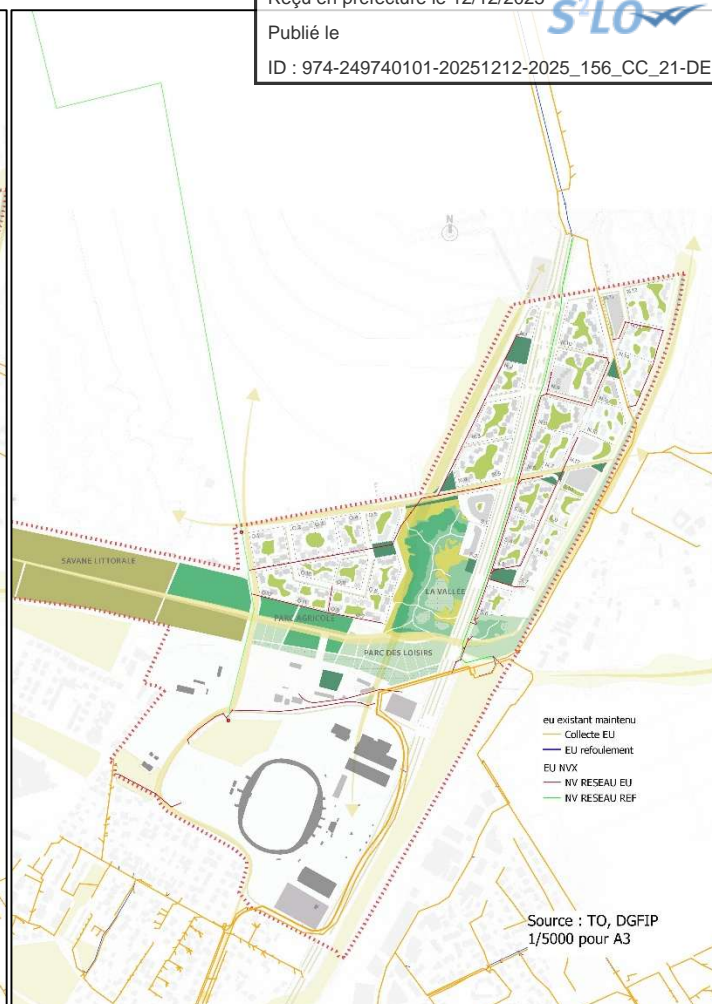 Reçu en préfecture le 12/12/2025
S²LO
Publié le
ID : 974-249740101-20251212-2025_156_CC_21-DE
N
SAVANE LITTORALE
PARC AGRICOLE
LA VALLÉE
PARC DES LOISIRS
eu existant maintenu
Collecte EU
EU refoulement
EU NVX
NV RESEAU EU
NV RESEAU REF
Source : TO, DGFIP
1/5000 pour A3